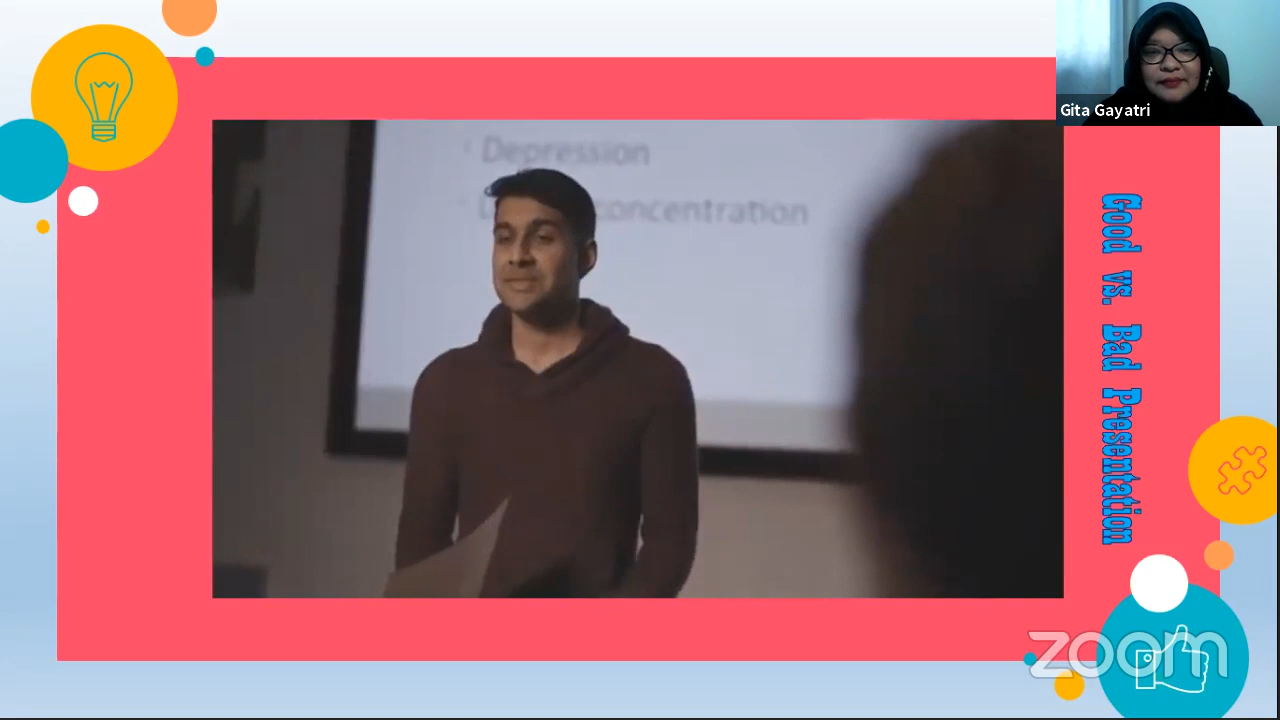 Gita Gayatri
Depression
concentration
Good vs. Bad Presentation
zoom